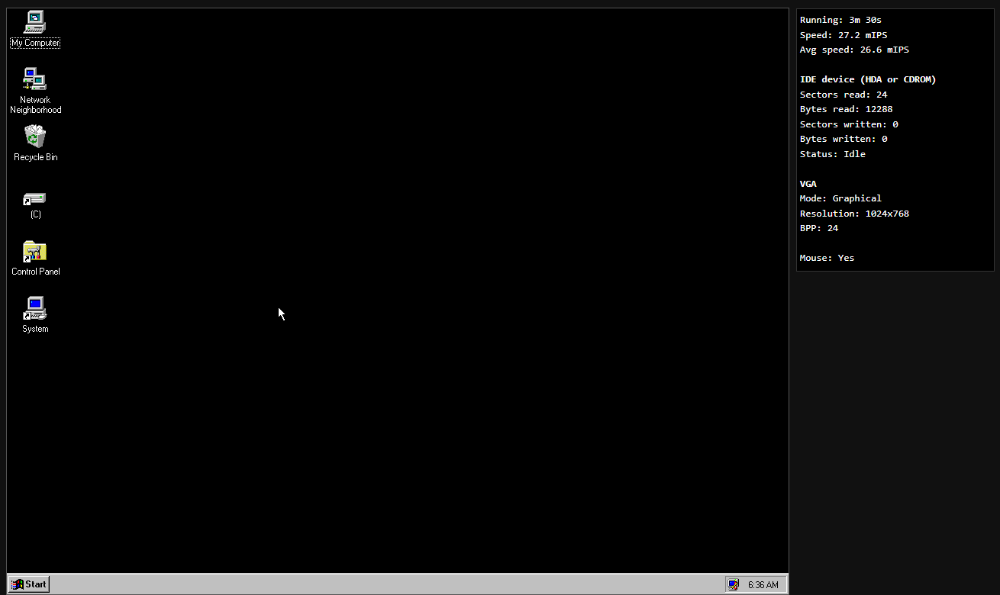 My Computer
Network
Neighborhood
Recycle Bin
(C)
Control Panel
System
Start
6:36 AM
Running: 3m 30s
Speed: 27.2 mIPS
Avg speed: 26.6 mIPS
IDE device (HDA or CDROM)
Sectors read: 24
Bytes read: 12288
Sectors written: 0
Bytes written: 0
Status: Idle
VGA
Mode: Graphical
Resolution: 1024x768
BPP: 24
Mouse: Yes